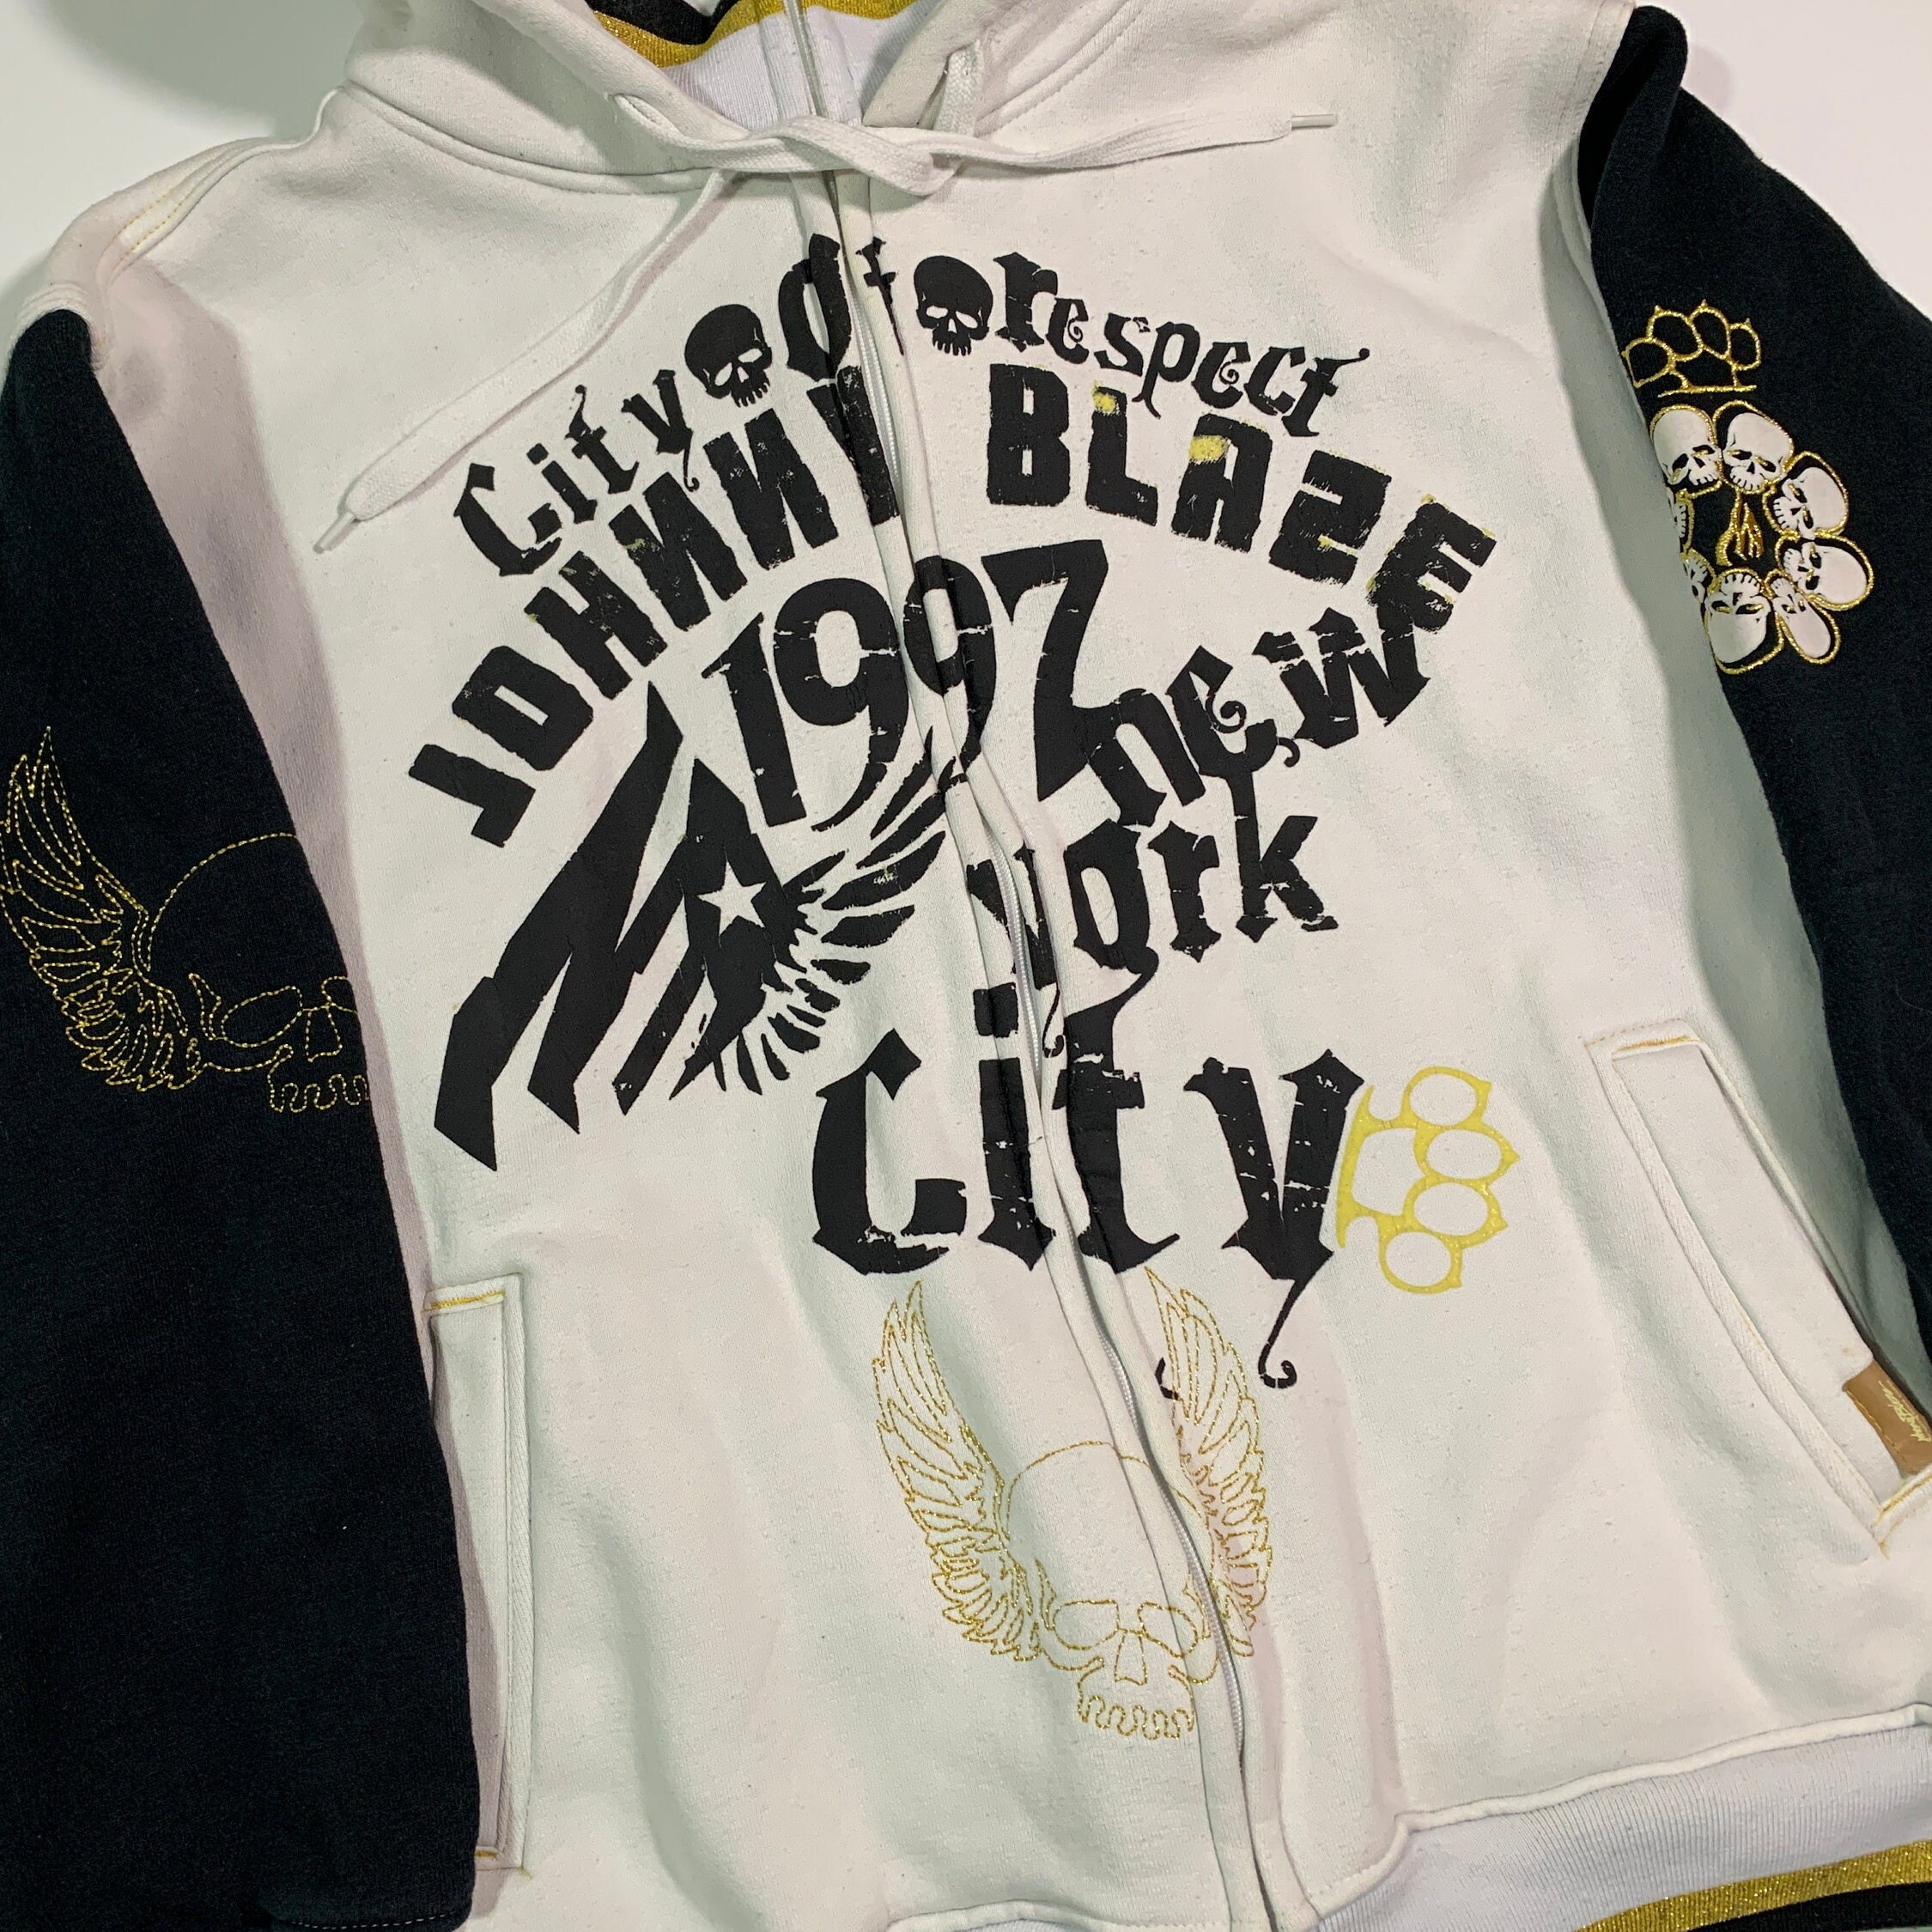 City of respect
JOHNNY BLAZE
1997
new
york
city